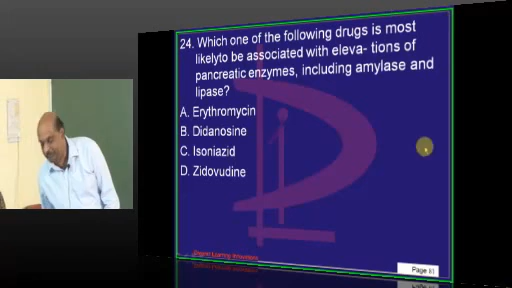 24. Which one of the following drugs is most
likelyto be associated with eleva- tions of
pancreatic enzymes, including amylase and
lipase?
A. Erythromycin
B. Didanosine
C. Isoniazid
D. Zidovudine
Page 81